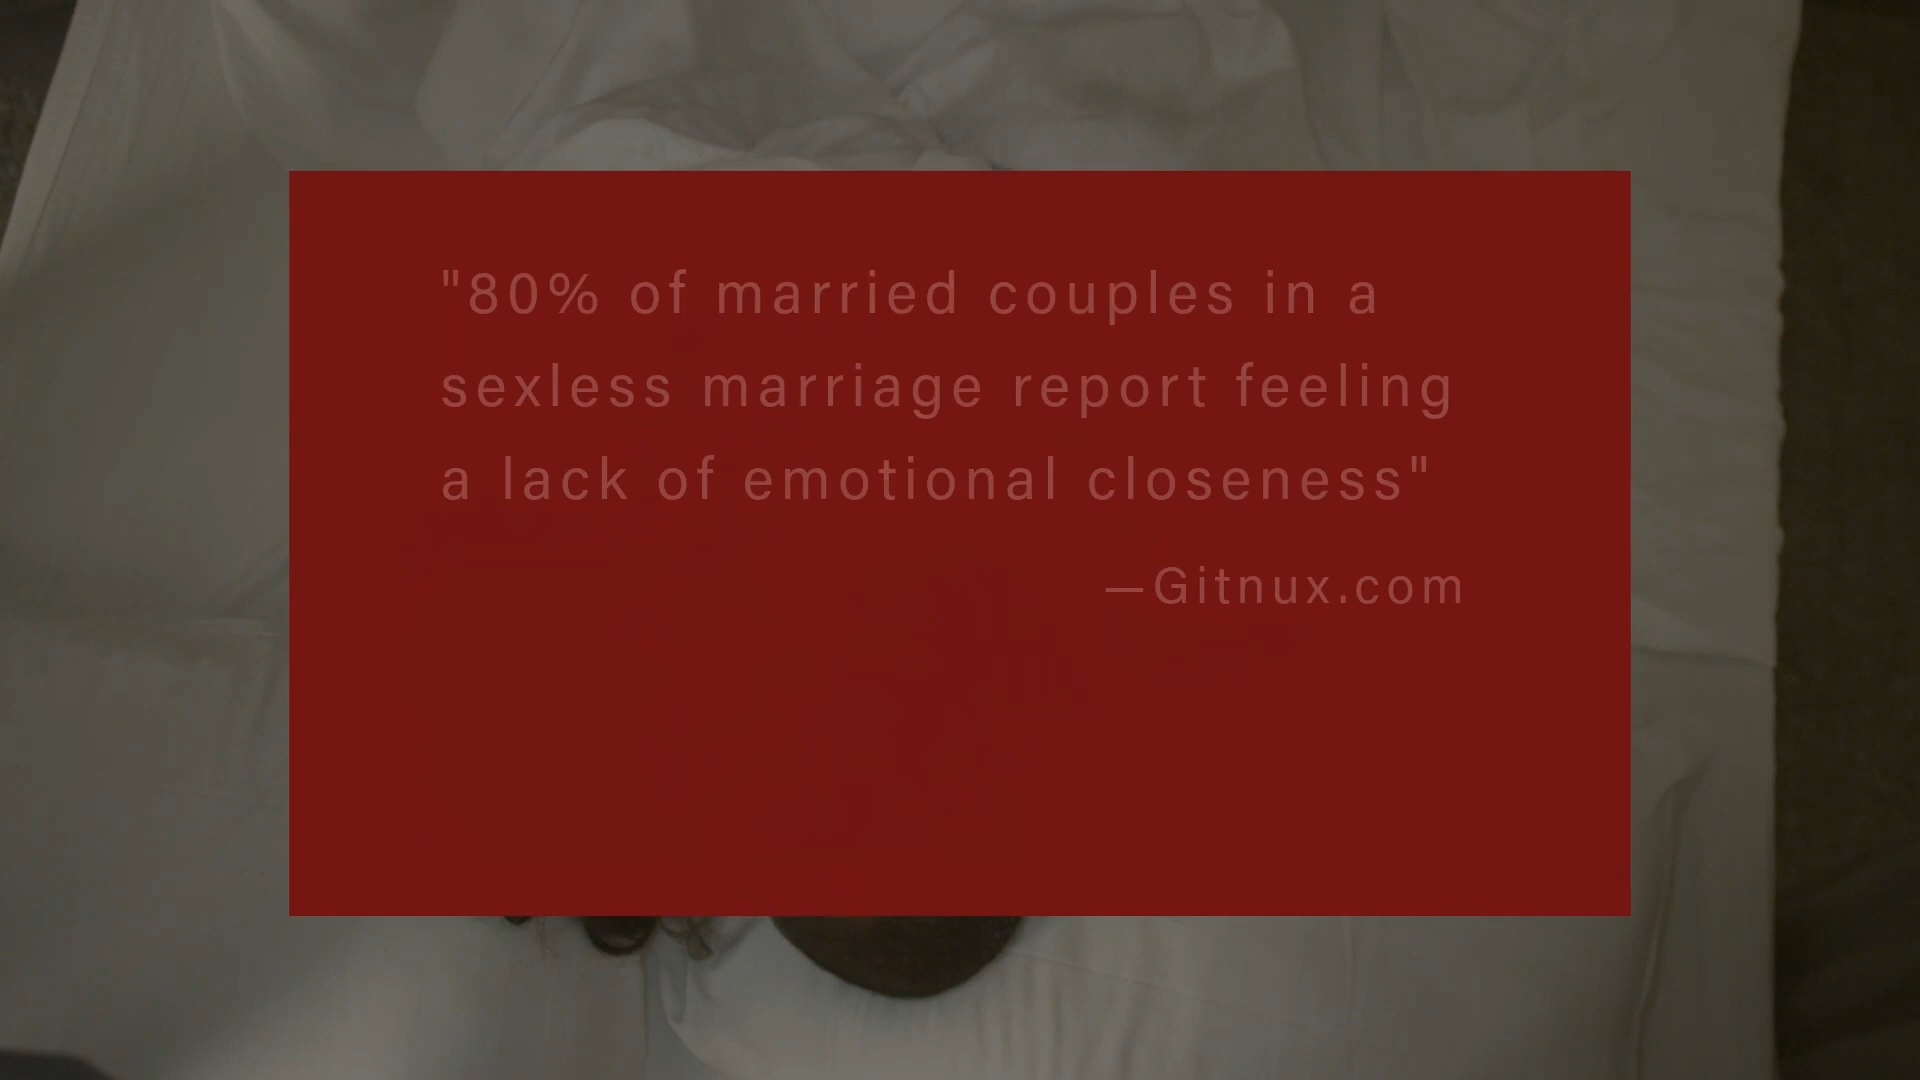 "80% of married couples in a
sexless marriage report feeling
a lack of emotional closeness"
—Gitnux.com